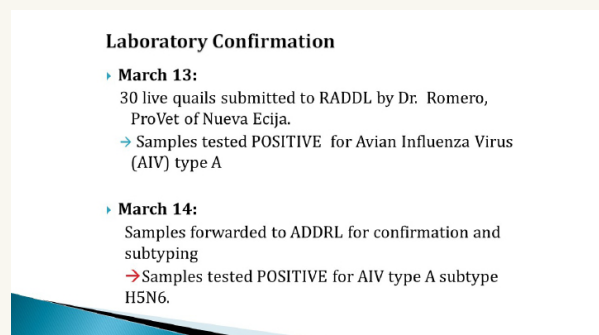 Laboratory Confirmation
March 13:
30 live quails submitted to RADDL by Dr. Romero,
ProVet of Nueva Ecija.
→ Samples tested POSITIVE for Avian Influenza Virus
(AIV) type A
March 14:
Samples forwarded to ADDRL for confirmation and
subtyping
→Samples tested POSITIVE for AIV type A subtype
H5N6.